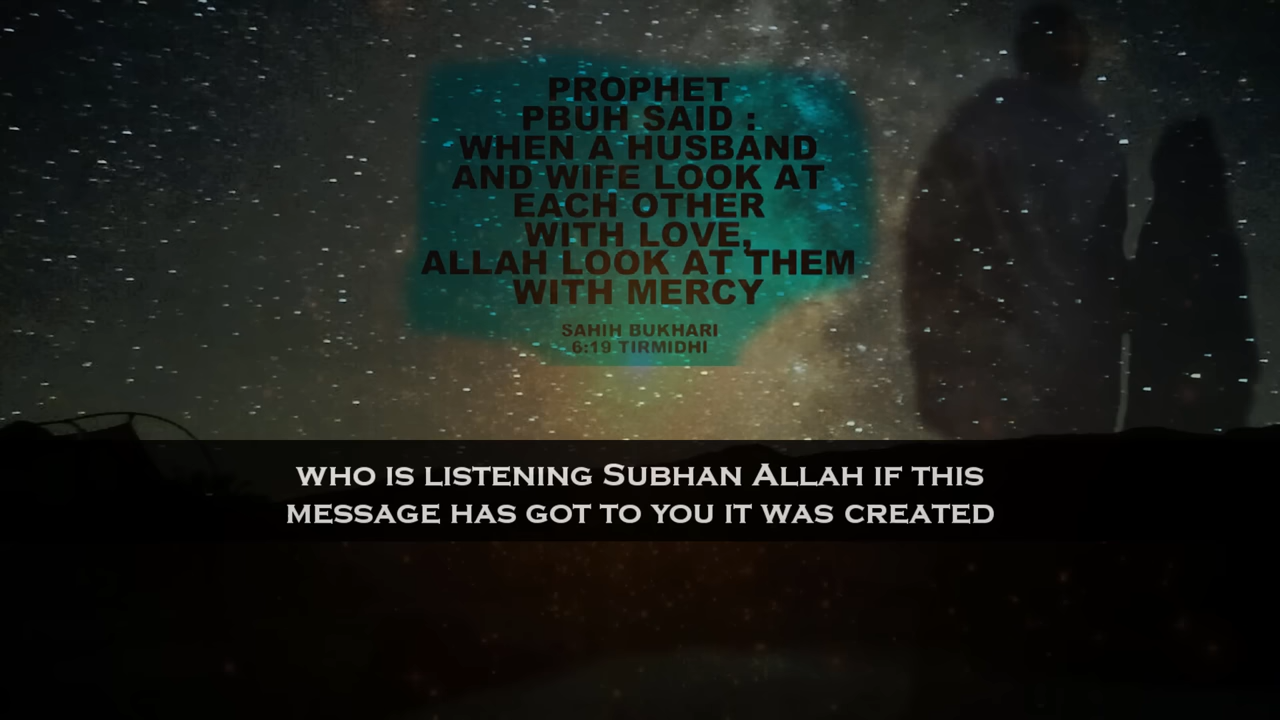 PROPHET
PBUH SAID :
WHEN A HUSBAND
AND WIFE LOOK AT
EACH OTHER
WITH LOVE,
ALLAH LOOK AT THEM
WITH MERCY
SAHIH BUKHARI
6:19 TIRMIDHI
WHO IS LISTENING SUBHAN ALLAH IF THIS
MESSAGE HAS GOT TO YOU IT WAS CREATED